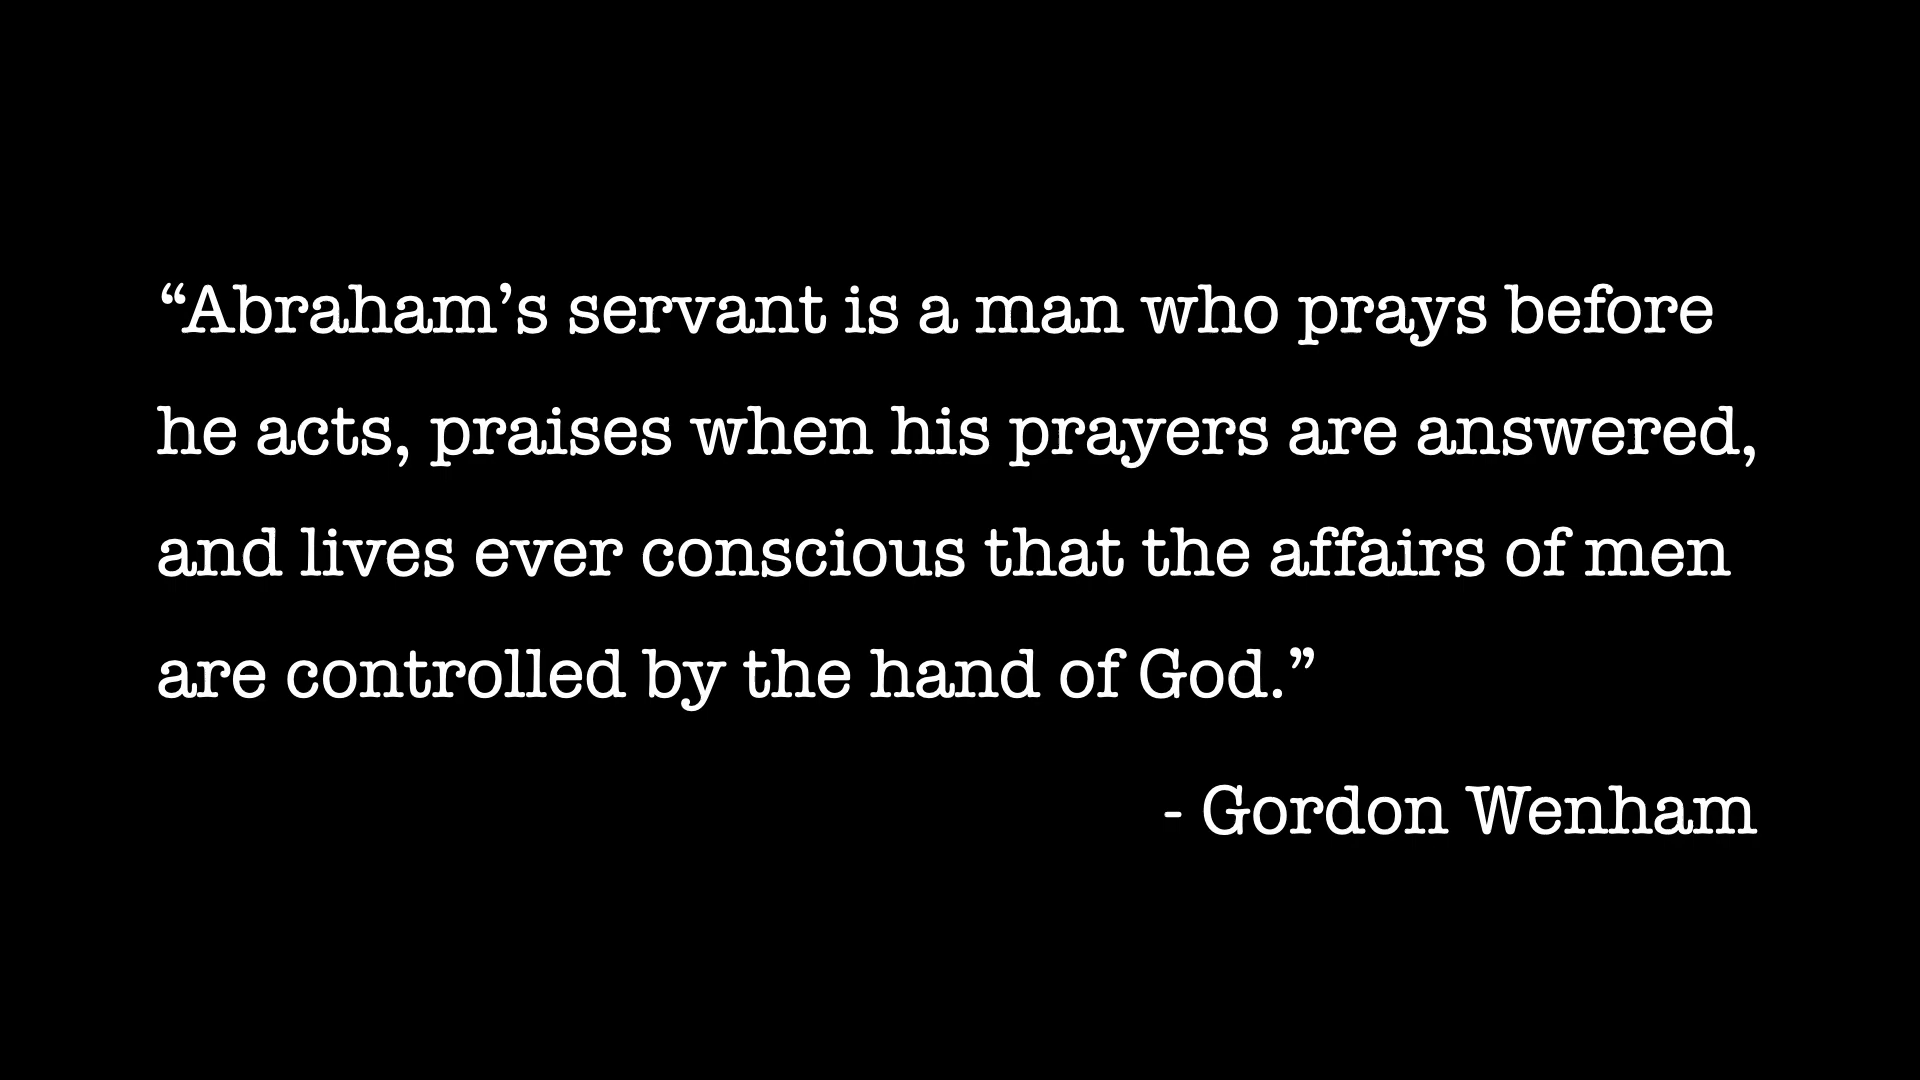 “Abraham’s servant is a man who prays before
he acts, praises when his prayers are answered,
and lives ever conscious that the affairs of men
are controlled by the hand of God.”
- Gordon Wenham